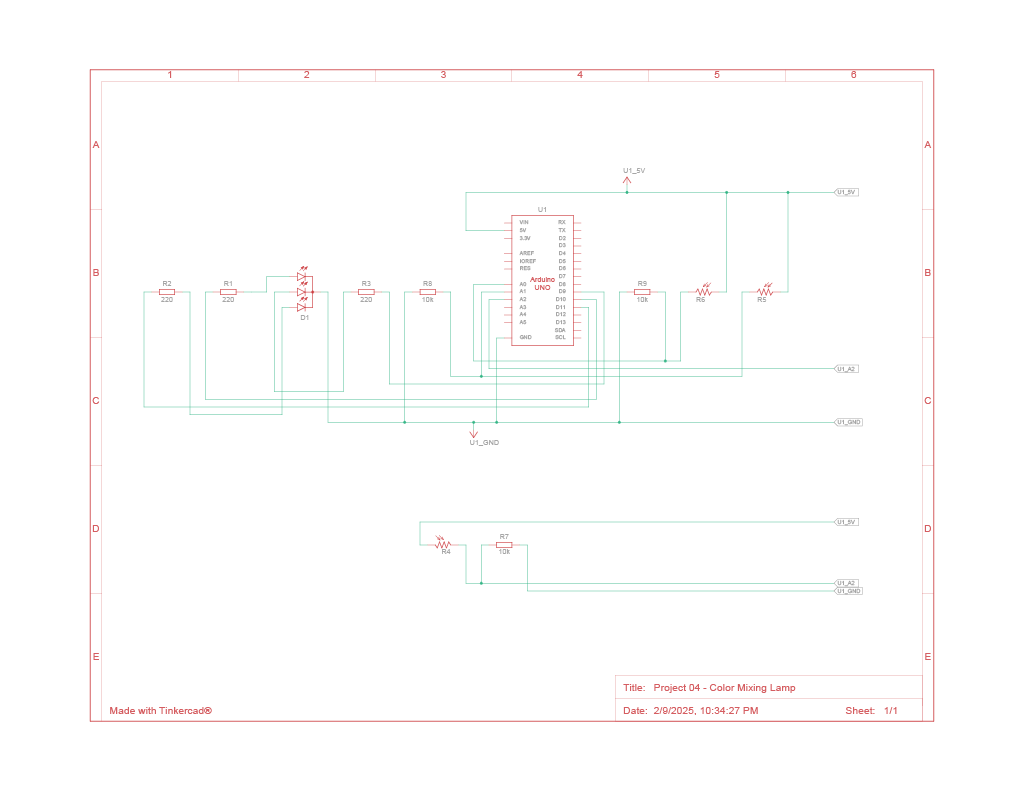 1 2 3 4 5 6
A A
U1_5V
U1_5V
U1
VIN RX
5V TX
3.3V D2
D3
AREF D4
IOREF D5
RES D6
D7
Arduino
UNO
A0 D8
A1 D9
A2 D10
A3 D11
A4 D12
A5 D13
SDA
GND SCL
B B
R2 R1 R3 R8 R9
220 220 220 10k 10k R6 R5
D1
U1_A2
C C
U1_GND
U1_GND
U1_5V
D D
R7
R4 10k
U1_A2
U1_GND
E E
Title: Project 04 - Color Mixing Lamp
Made with Tinkercad®
Date: 2/9/2025, 10:34:27 PM Sheet: 1/1